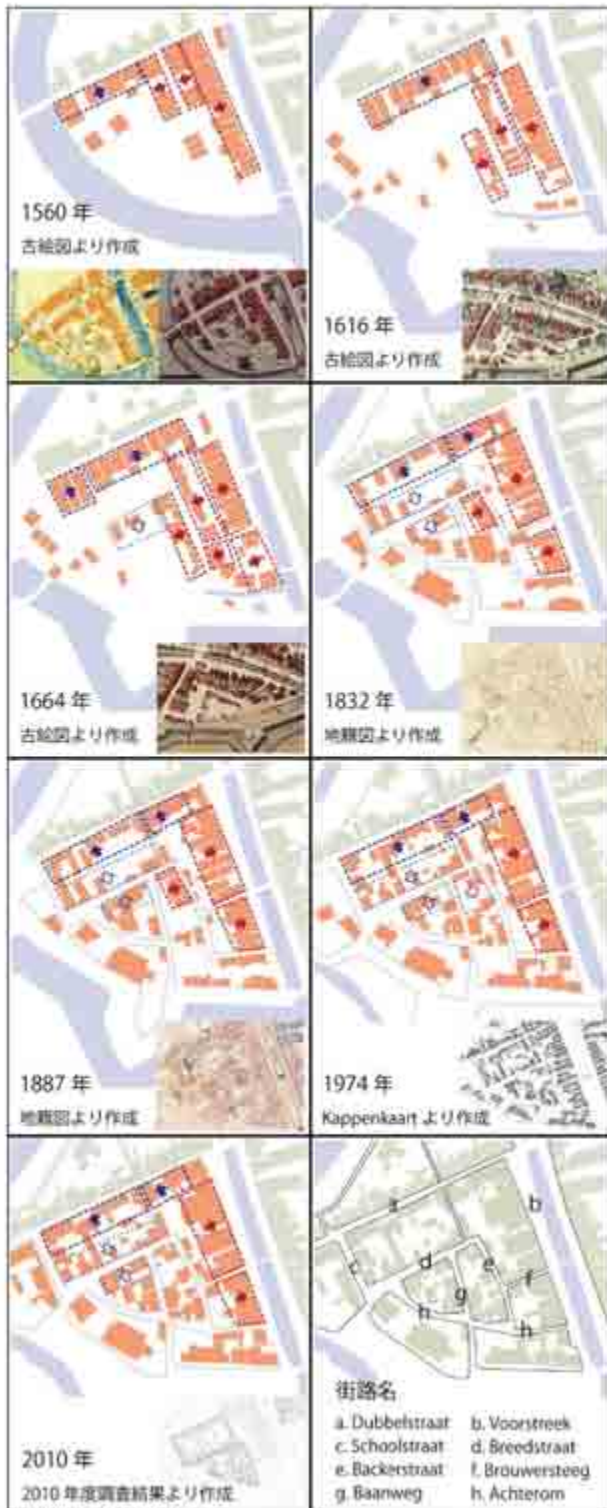 1560 年
古絵図より作成
1616 年
古絵図より作成
1664 年
古絵図より作成
1832 年
地籍図より作成
1887 年
地籍図より作成
1974 年
Kappenkaart より作成
2010 年
2010 年度調査結果より作成
a
b
c
d
e
f
g
h
h
街路名
a. Dubbelstraat b. Voorstreek
c. Schoolstraat d. Breedstraat
e. Backerstraat f. Brouwersteeg
g. Baanweg h. Achterom